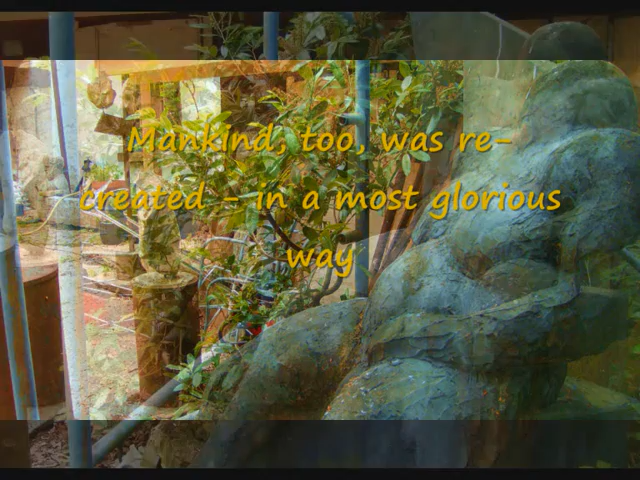 Mankind, too, was re-
created - in a most glorious
way